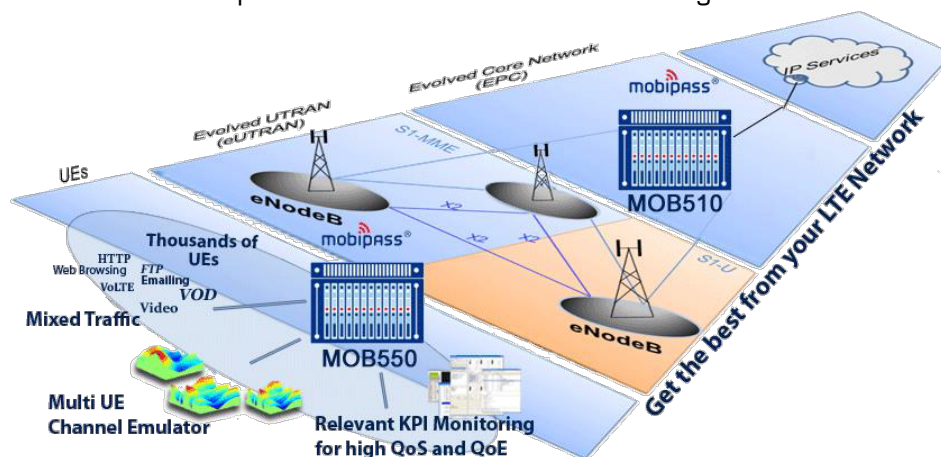 IP Services
Evolved Core Network
(EPC)
mobipass®
MOB510
Evolved UTRAN
(eUTRAN)
S1-MME
eNodeB
X2
X2
X2
S1-U
eNodeB
UEs
Thousands of
UEs
HTTP
FTP
Web Browsing
Emailing
VoLTE
VOD
Video
Mixed Traffic
mobipass®
MOB550
Multi UE
Channel Emulator
Relevant KPI Monitoring
for high QoS and QoE
Get the best from your LTE Network